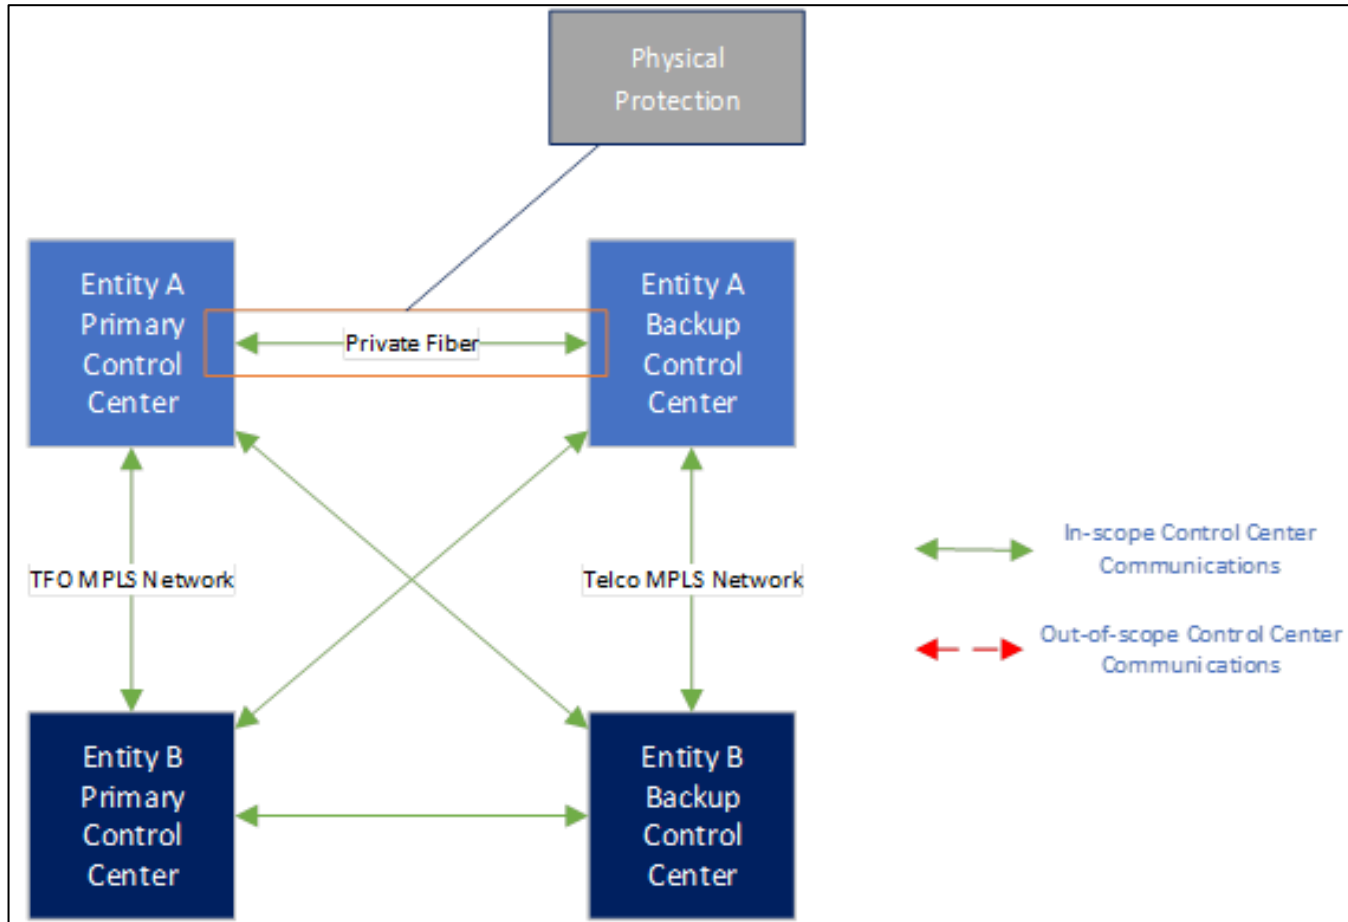 Physical
Protection
Entity A
Primary
Control
Center
Private Fiber
Entity A
Backup
Control
Center
TFO MPLS Network
Telco MPLS Network
In-scope Control Center
Communications
Out-of-scope Control Center
Communications
Entity B
Primary
Control
Center
Entity B
Backup
Control
Center